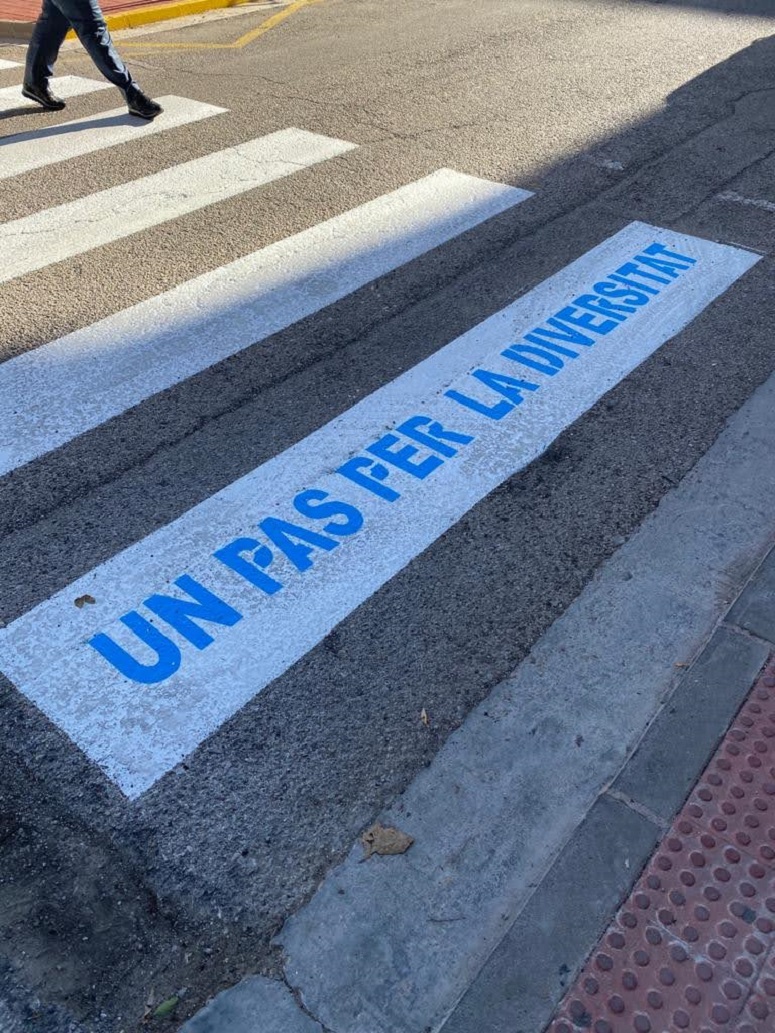 UN PAS PER LA DIVERSITAT